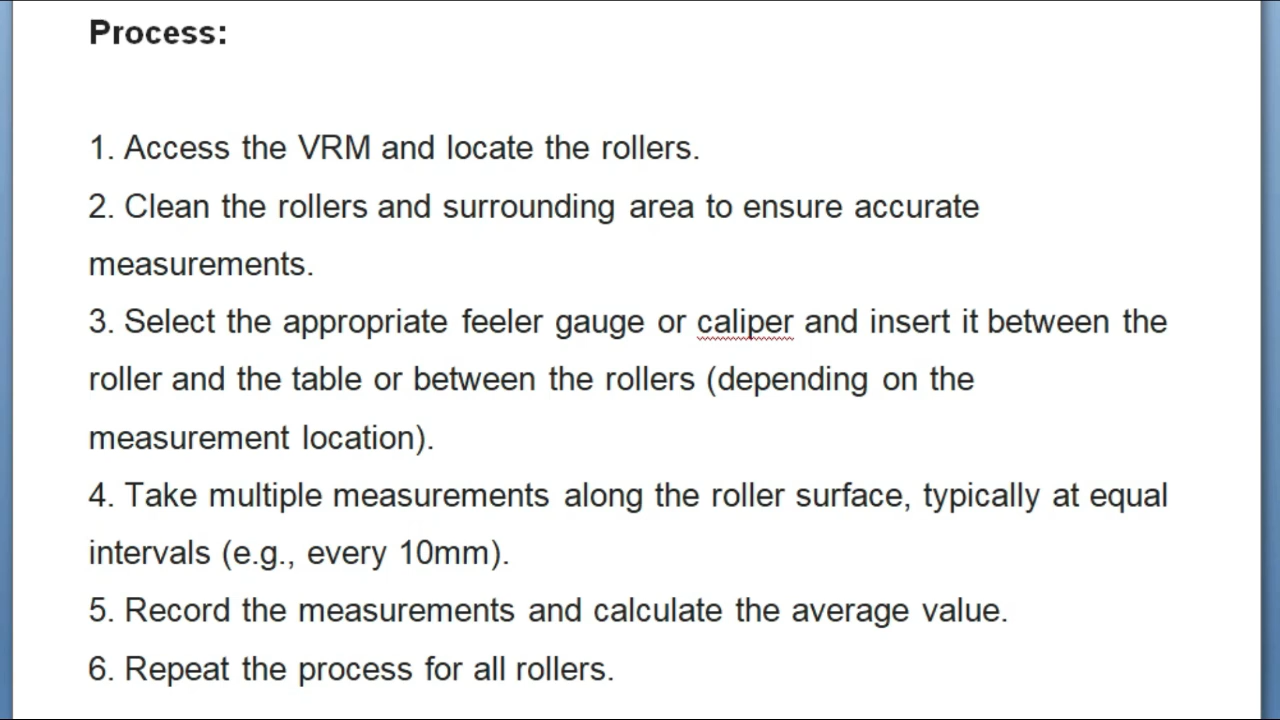 Process:
1. Access the VRM and locate the rollers.
2. Clean the rollers and surrounding area to ensure accurate
measurements.
3. Select the appropriate feeler gauge or caliper and insert it between the
roller and the table or between the rollers (depending on the
measurement location).
4. Take multiple measurements along the roller surface, typically at equal
intervals (e.g., every 10mm).
5. Record the measurements and calculate the average value.
6. Repeat the process for all rollers.